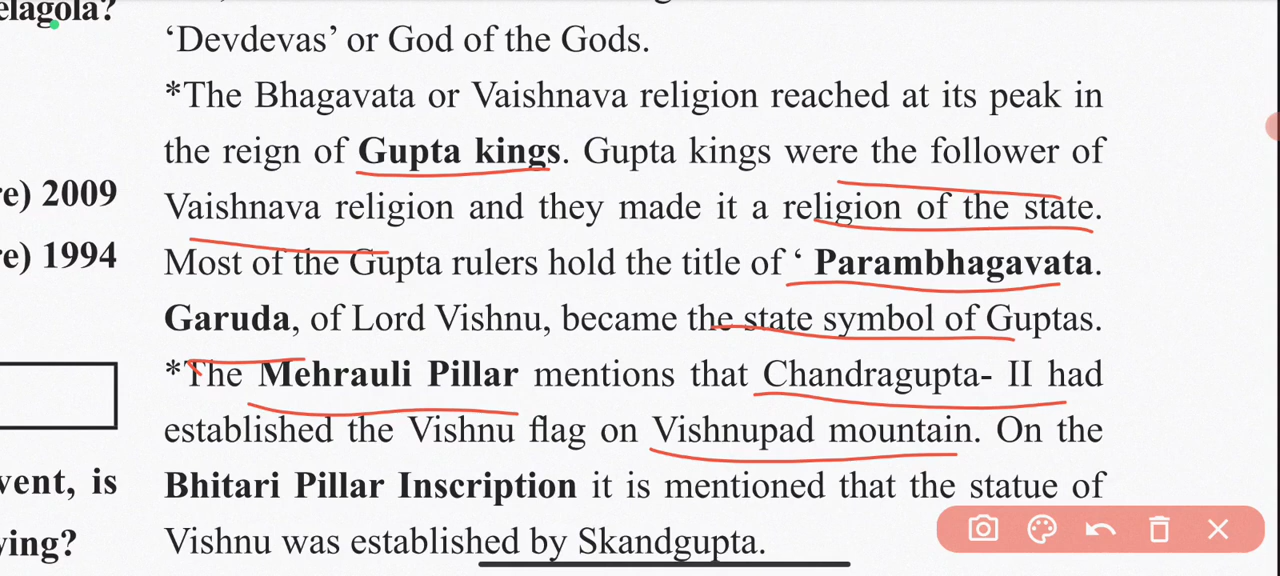 elagola?
‘Devdevas’ or God of the Gods.
*The Bhagavata or Vaishnava religion reached at its peak in
the reign of Gupta kings. Gupta kings were the follower of
re) 2009
Vaishnava religion and they made it a religion of the state.
re) 1994
Most of the Gupta rulers hold the title of ‘ Parambhagavata.
Garuda, of Lord Vishnu, became the state symbol of Guptas.
*The Mehrauli Pillar mentions that Chandragupta- II had
established the Vishnu flag on Vishnupad mountain. On the
vent, is
Bhitari Pillar Inscription it is mentioned that the statue of
ying?
Vishnu was established by Skandgupta.